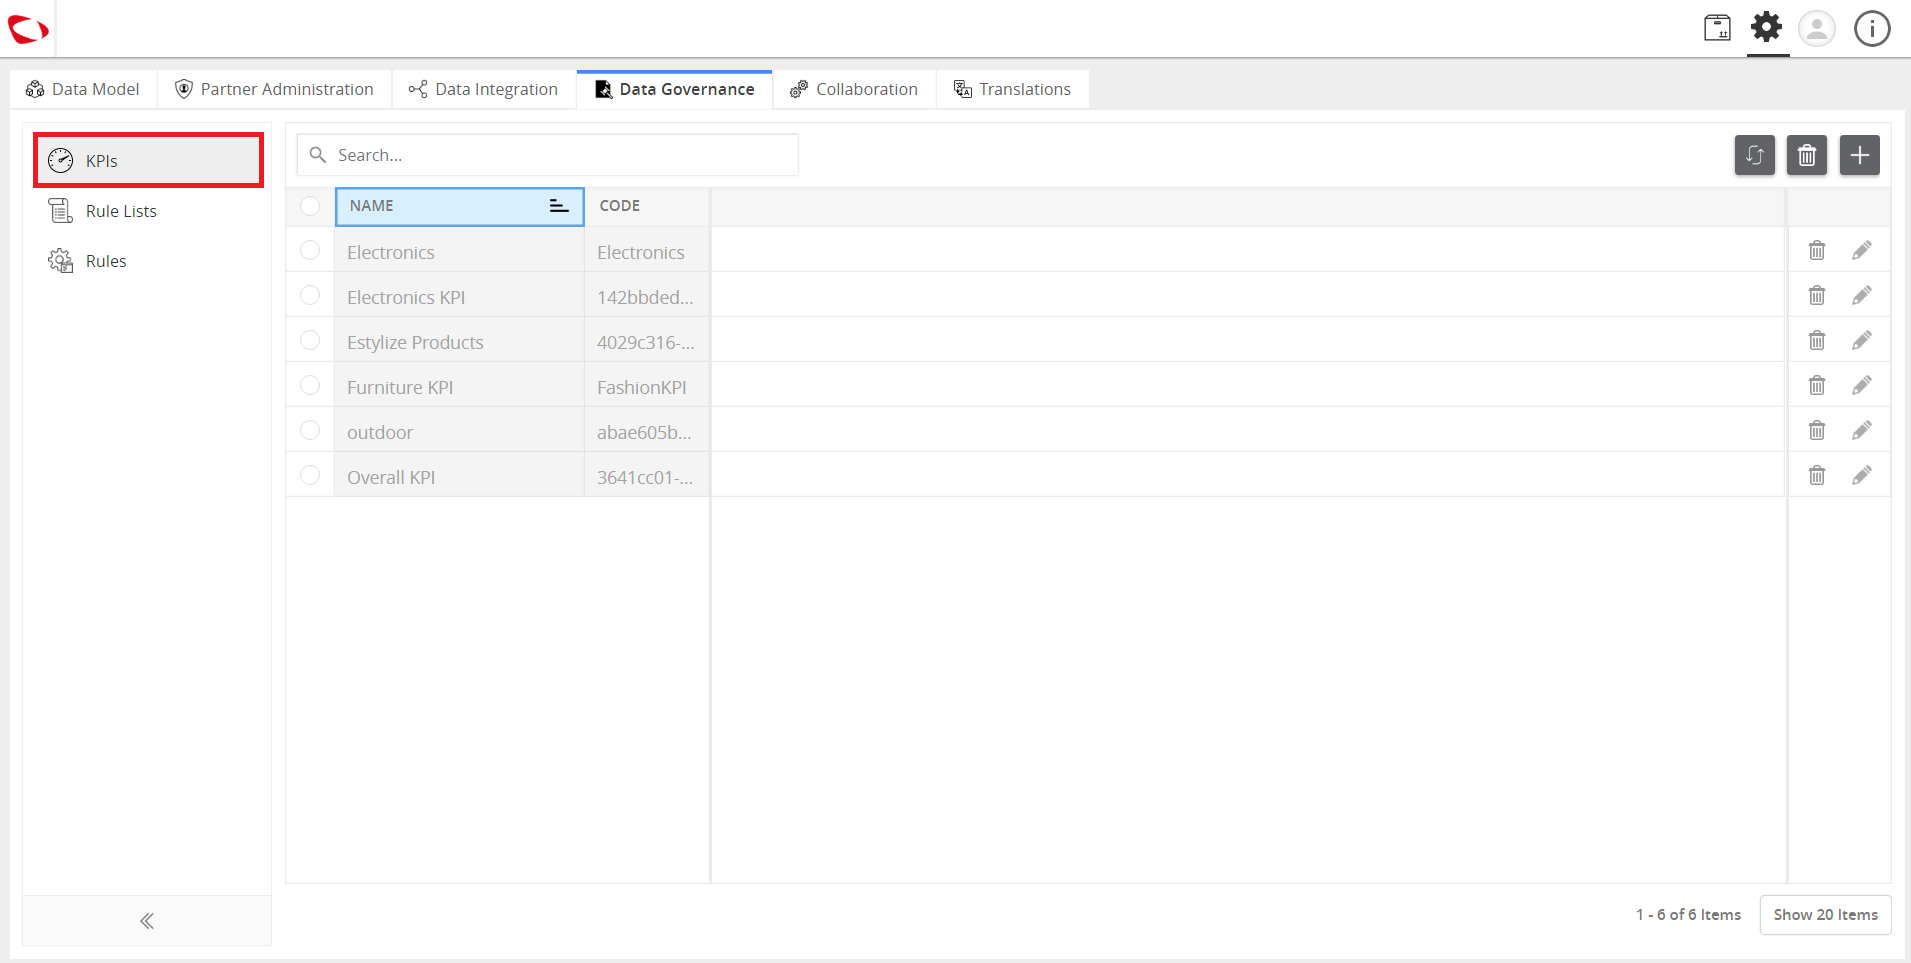 Data Model
Partner Administration
Data Integration
Data Governance
Collaboration
Translations
KPIs
Rule Lists
Rules
Search...
NAME
CODE
Electronics
Electronics
Electronics KPI
142bbded...
Estylize Products
4029c316-...
Furniture KPI
FashionKPI
outdoor
abae605b...
Overall KPI
3641cc01-...
1 - 6 of 6 Items
Show 20 Items